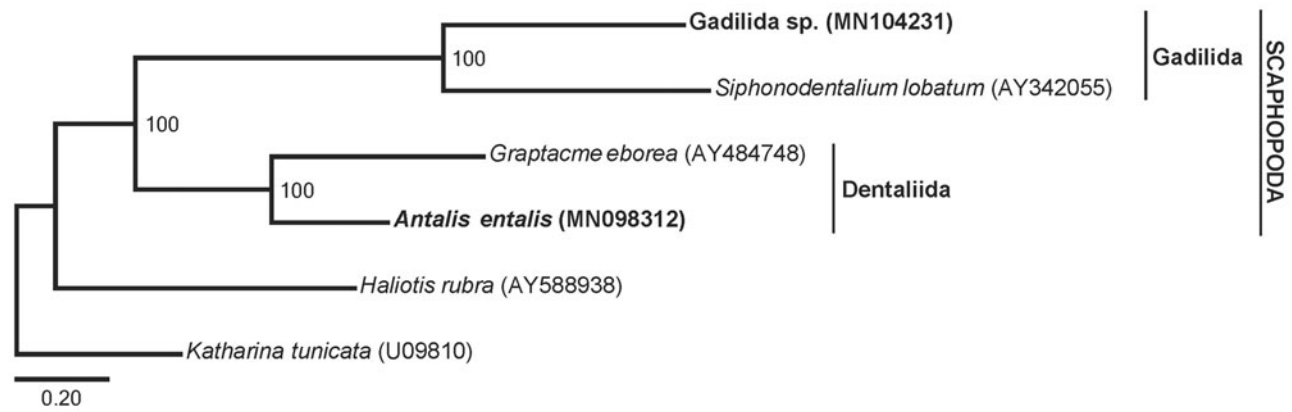 Gadilida sp. (MN104231)
100
Gadilida
Siphonodentalium lobatum (AY342055)
SCAPHOPODA
100
Graptacme eborea (AY484748)
100
Dentaliida
Antalis entalis (MN098312)
Haliotis rubra (AY588938)
Katharina tunicata (U09810)
0.20